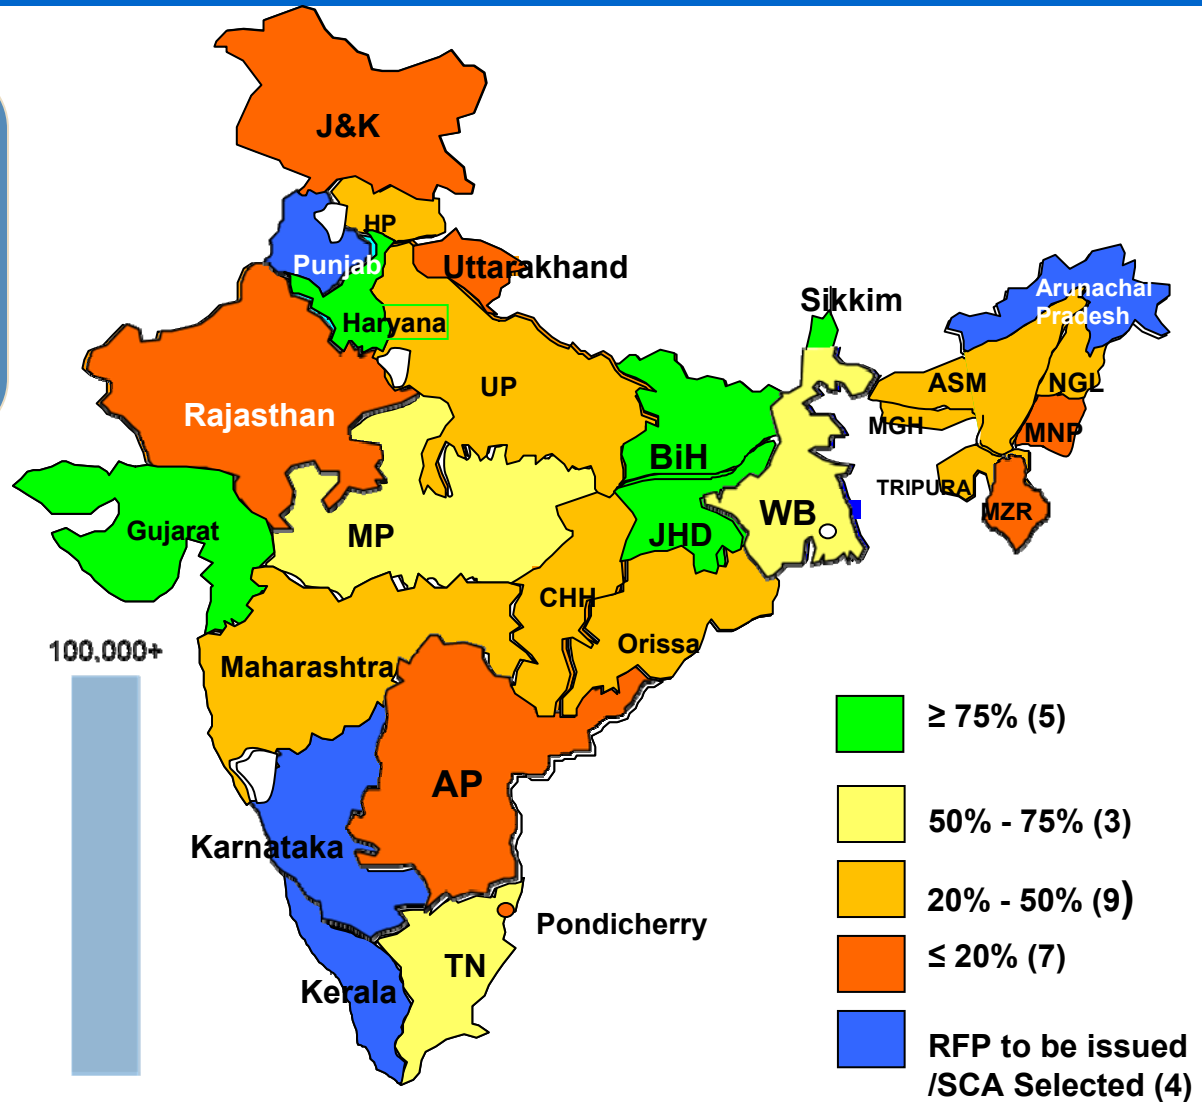 J&K
HP
Punjab
Uttarakhand
Haryana
Sikkim
Arunachal
Pradesh
UP
ASM
NGL
Rajasthan
MGH
MNP
BiH
TRIPURA
MZR
Gujarat
MP
WB
JHD
CHH
Orissa
100,000+
Maharashtra
≥ 75% (5)
AP
50% - 75% (3)
Karnataka
20% - 50% (9)
Pondicherry
≤ 20% (7)
TN
Kerala
RFP to be issued
/SCA Selected (4)